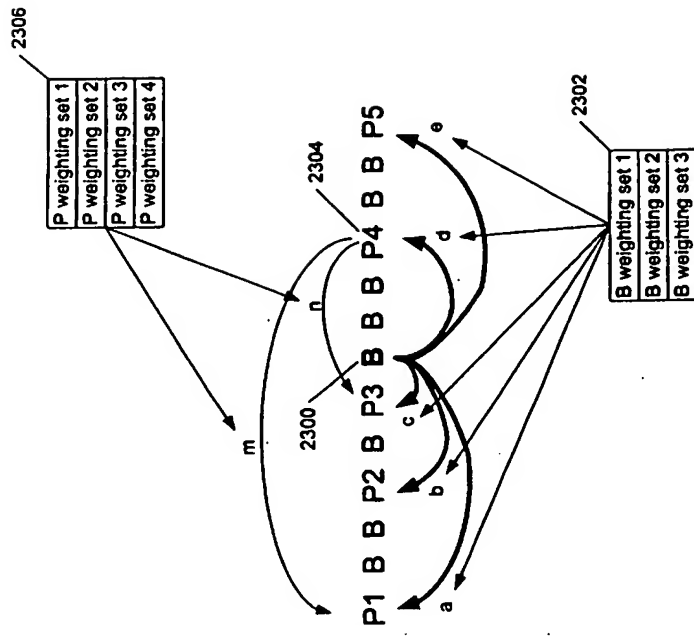 2306
P weighting set 1
P weighting set 2
P weighting set 3
P weighting set 4
m
n
2300
2304
P1 B B P2 B P3 B B B P4 B B P5
a
b
c
d
e
2302
B weighting set 1
B weighting set 2
B weighting set 3